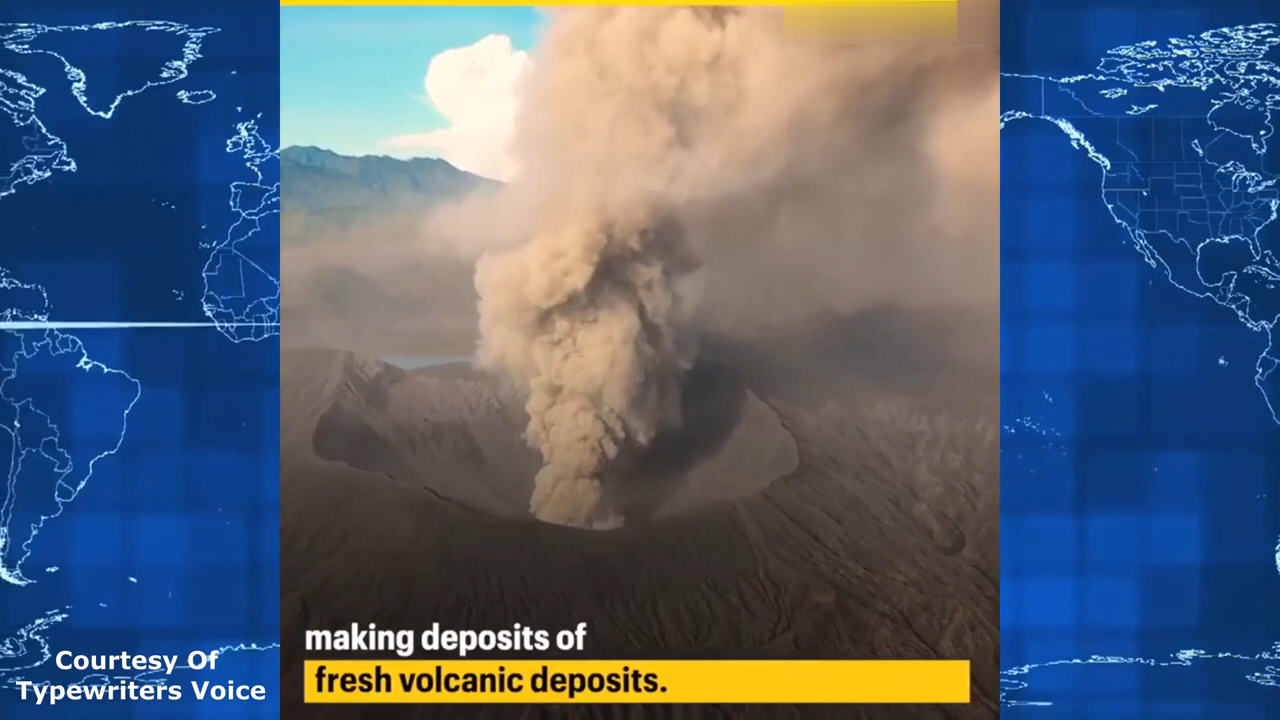 making deposits of
fresh volcanic deposits.
Courtesy Of
Typewriters Voice